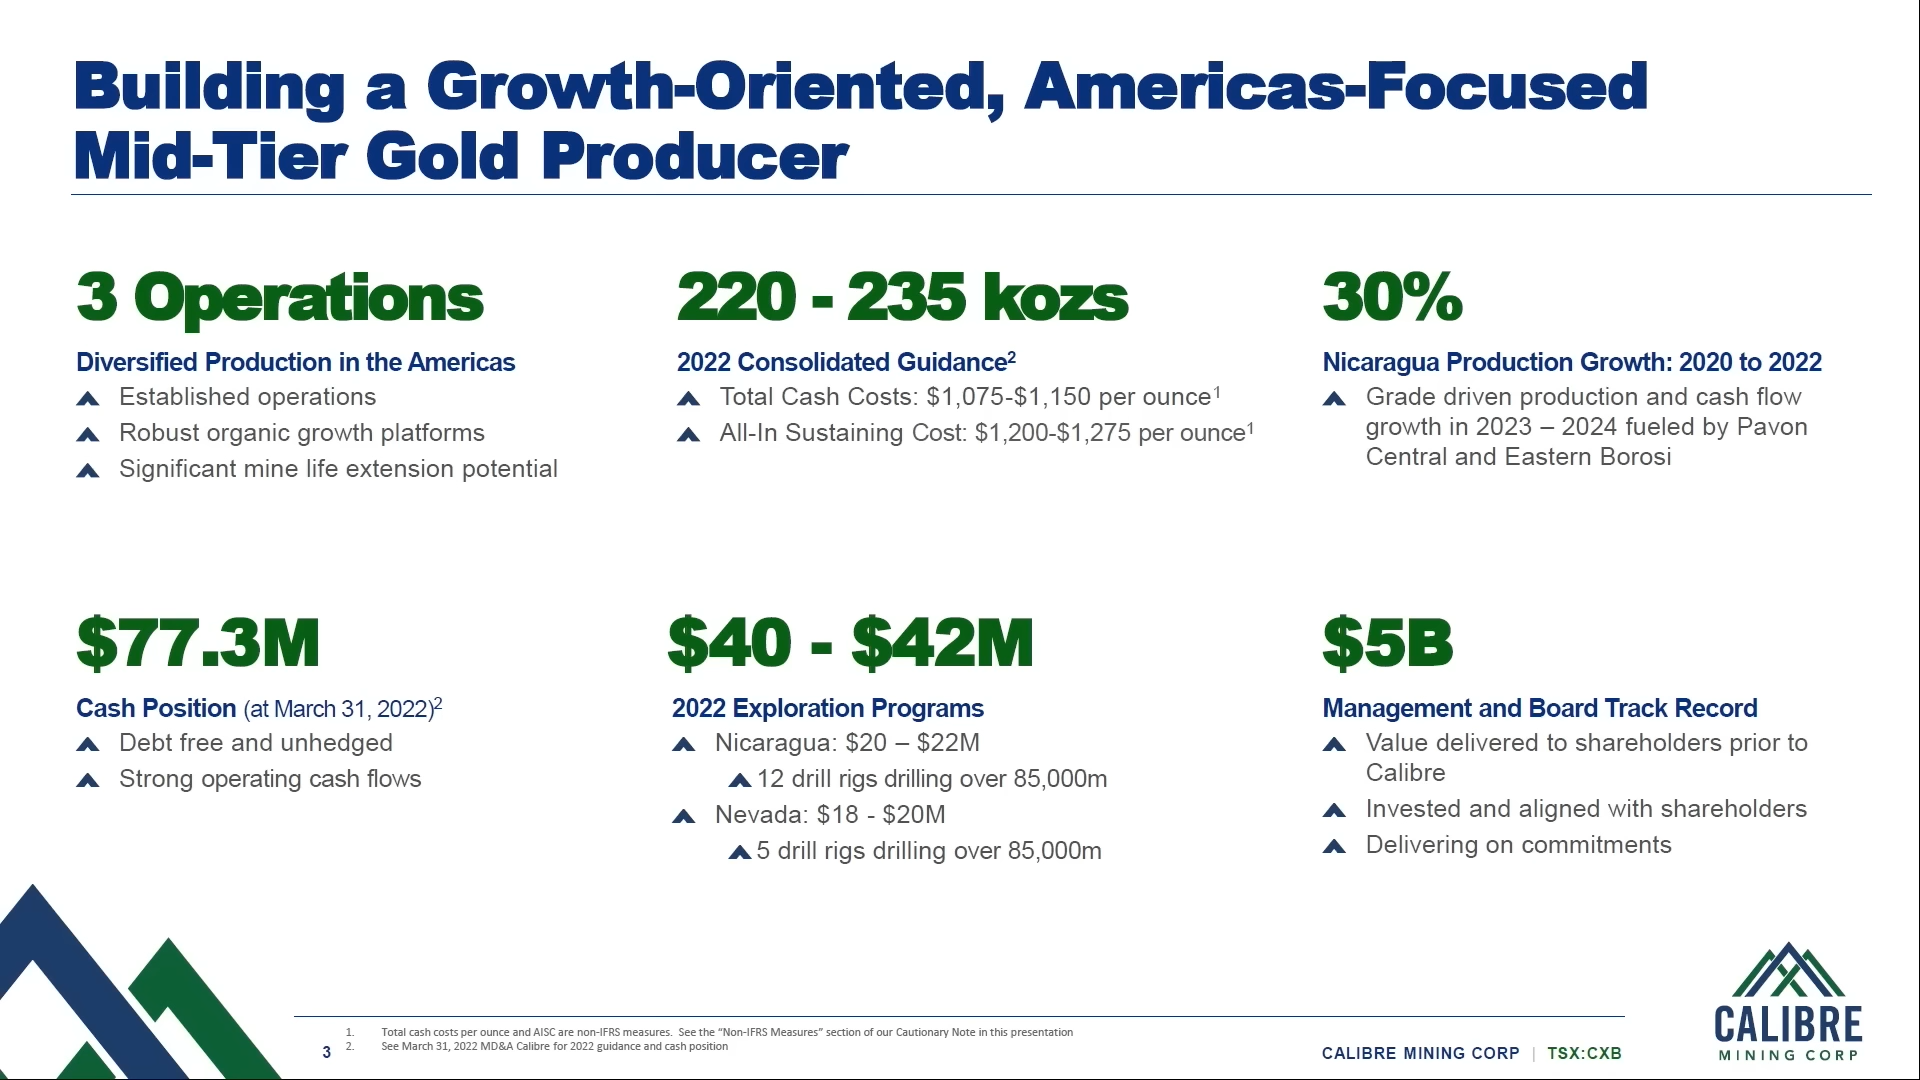 Building a Growth-Oriented, Americas-Focused
Mid-Tier Gold Producer
3 Operations
Diversified Production in the Americas
Established operations
Robust organic growth platforms
Significant mine life extension potential
220 - 235 kozs
2022 Consolidated Guidance²
Total Cash Costs: $1,075-$1,150 per ounce¹
All-In Sustaining Cost: $1,200-$1,275 per ounce¹
30%
Nicaragua Production Growth: 2020 to 2022
Grade driven production and cash flow
growth in 2023 – 2024 fueled by Pavon
Central and Eastern Borosi
$77.3M
Cash Position (at March 31, 2022)²
Debt free and unhedged
Strong operating cash flows
$40 - $42M
2022 Exploration Programs
Nicaragua: $20 – $22M
12 drill rigs drilling over 85,000m
Nevada: $18 - $20M
5 drill rigs drilling over 85,000m
$5B
Management and Board Track Record
Value delivered to shareholders prior to
Calibre
Invested and aligned with shareholders
Delivering on commitments
1. Total cash costs per ounce and AISC are non-IFRS measures. See the “Non-IFRS Measures” section of our Cautionary Note in this presentation
2. See March 31, 2022 MD&A Calibre for 2022 guidance and cash position
3
CALIBRE MINING CORP | TSX:CXB
CALIBRE
MINING CORP